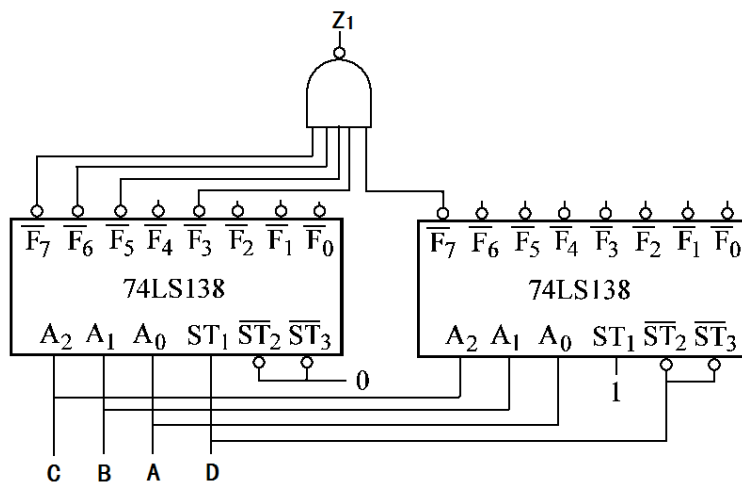 Z₁
F̅₇ F̅₆ F̅₅ F̅₄ F̅₃ F̅₂ F̅₁ F̅₀
74LS138
A₂ A₁ A₀ ST₁ S̅T̅₂ S̅T̅₃
F̅₇ F̅₆ F̅₅ F̅₄ F̅₃ F̅₂ F̅₁ F̅₀
74LS138
A₂ A₁ A₀ ST₁ S̅T̅₂ S̅T̅₃
0
1
C B A D